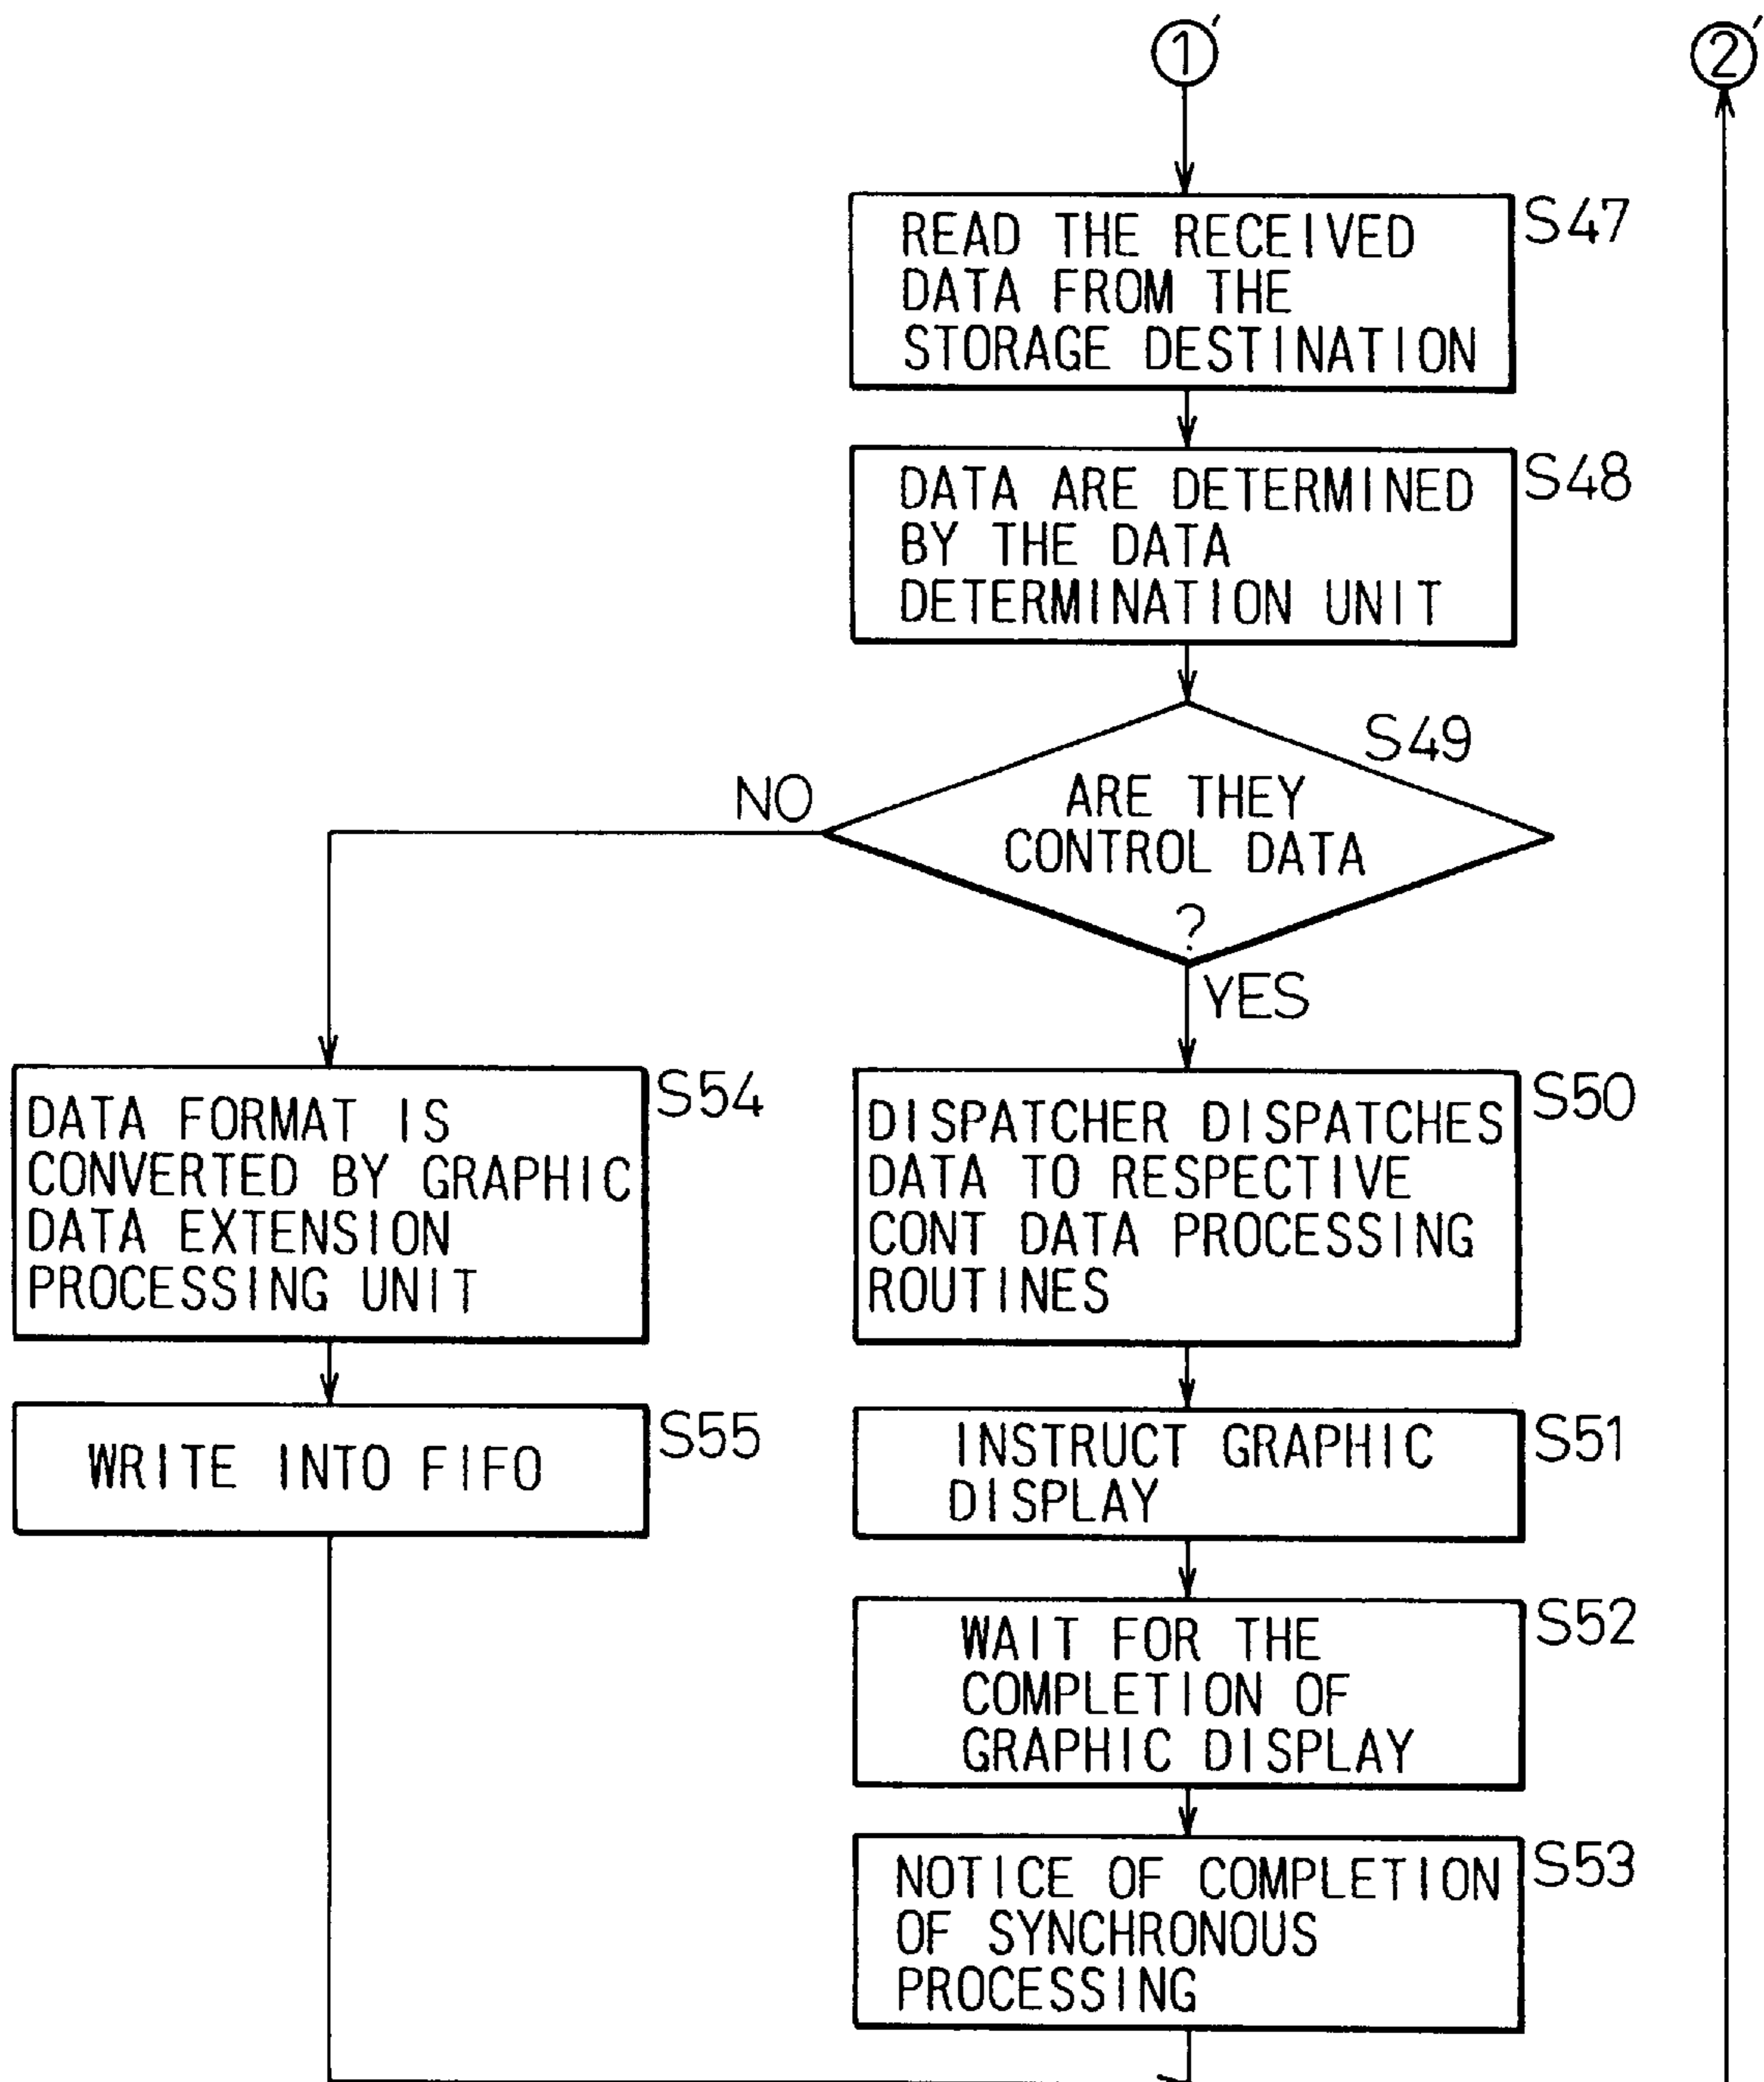 1'
2'
S47
READ THE RECEIVED
DATA FROM THE
STORAGE DESTINATION
S48
DATA ARE DETERMINED
BY THE DATA
DETERMINATION UNIT
S49
ARE THEY
CONTROL DATA
?
NO
YES
S54
DATA FORMAT IS
CONVERTED BY GRAPHIC
DATA EXTENSION
PROCESSING UNIT
S50
DISPATCHER DISPATCHES
DATA TO RESPECTIVE
CONT DATA PROCESSING
ROUTINES
S55
WRITE INTO FIFO
S51
INSTRUCT GRAPHIC
DISPLAY
S52
WAIT FOR THE
COMPLETION OF
GRAPHIC DISPLAY
S53
NOTICE OF COMPLETION
OF SYNCHRONOUS
PROCESSING